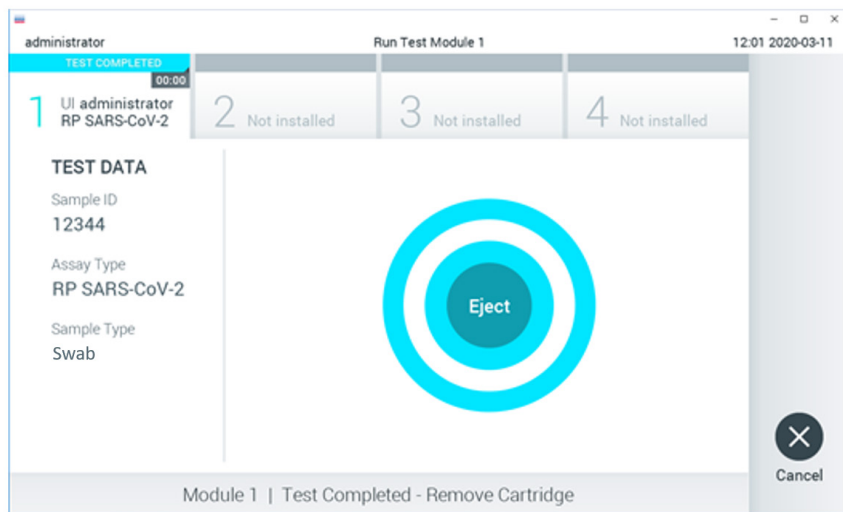 administrator Run Test Module 1 12:01 2020-03-11
TEST COMPLETED
00:00
1 UI administrator
RP SARS-CoV-2
2 Not installed
3 Not installed
4 Not installed
TEST DATA
Sample ID
12344
Assay Type
RP SARS-CoV-2
Sample Type
Swab
Eject
Cancel
Module 1 | Test Completed - Remove Cartridge